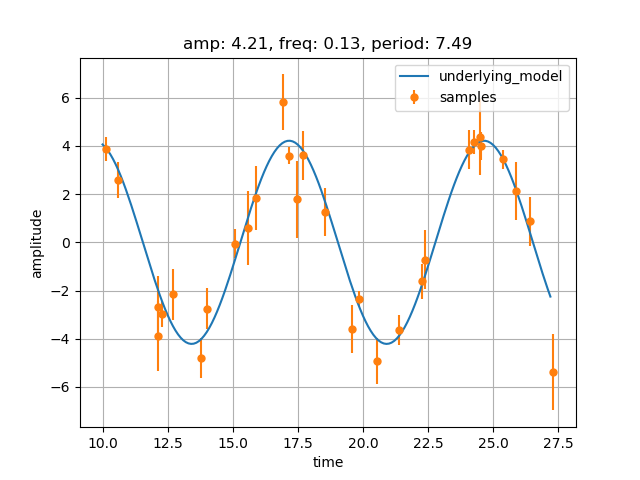 amp: 4.21, freq: 0.13, period: 7.49
underlying_model
samples
amplitude
6
4
2
0
−2
−4
−6
10.0 12.5 15.0 17.5 20.0 22.5 25.0 27.5
time